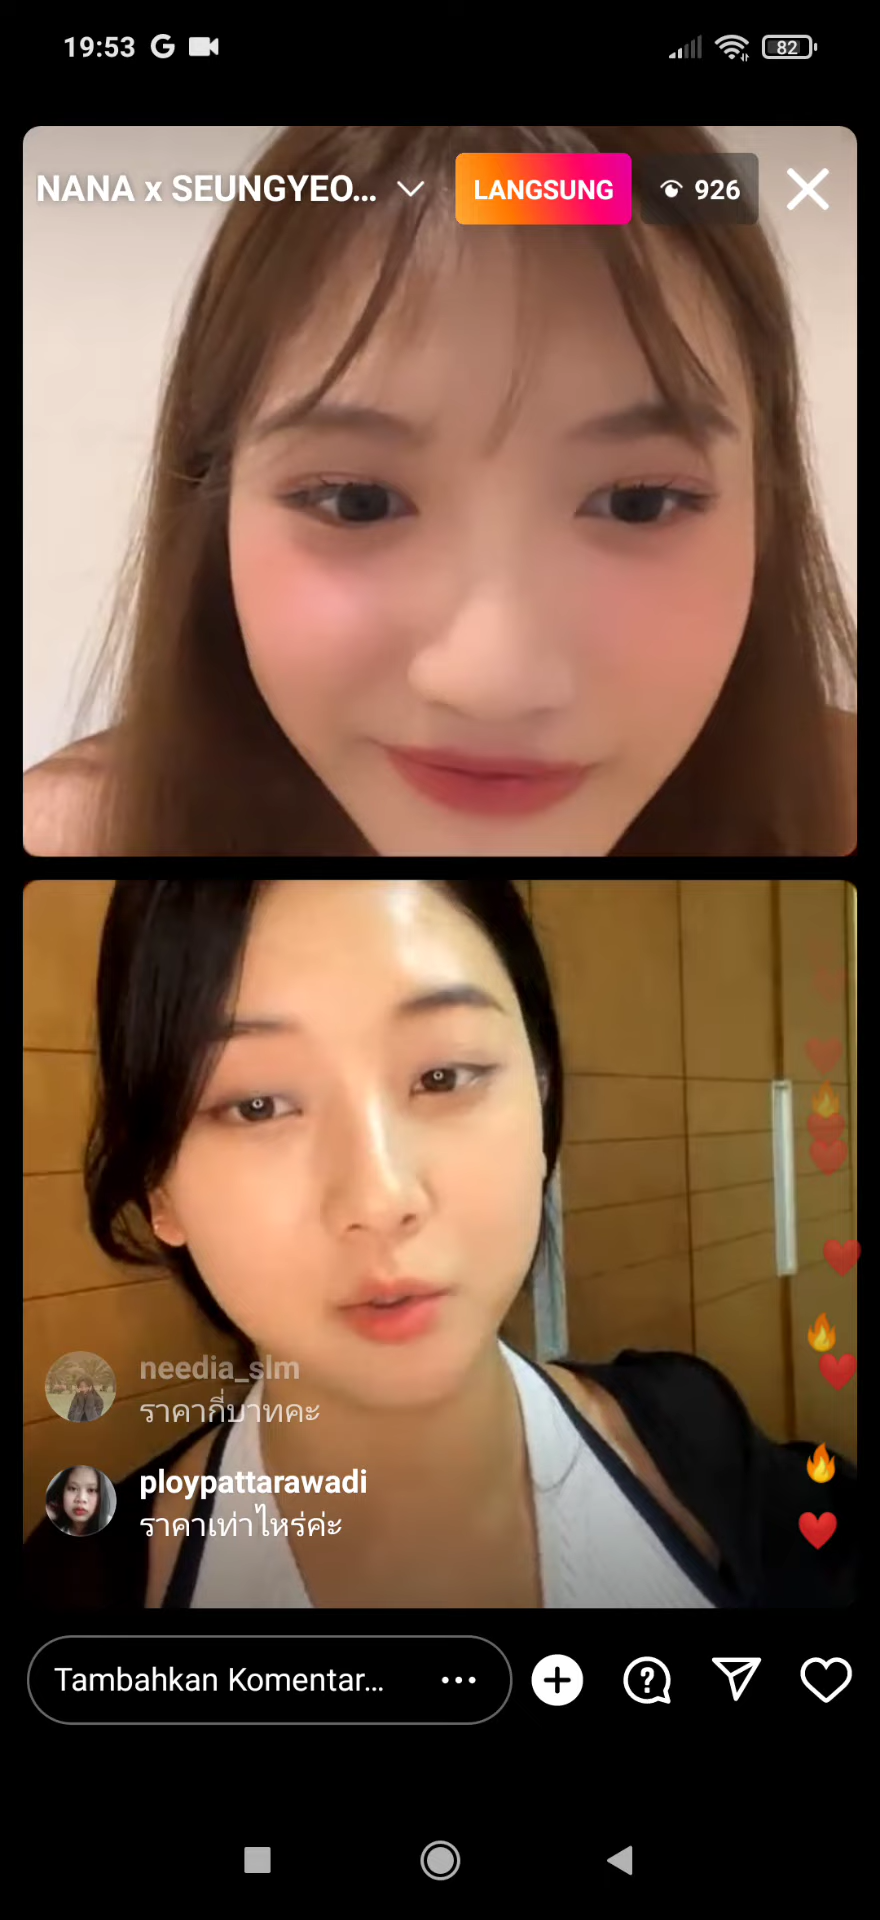 19:53 G
82
NANA x SEUNGYEO...
LANGSUNG
926
needia_slm
ราคากี่บาทคะ
ploypattarawadi
ราคาเท่าไหร่ค่ะ
Tambahkan Komentar...